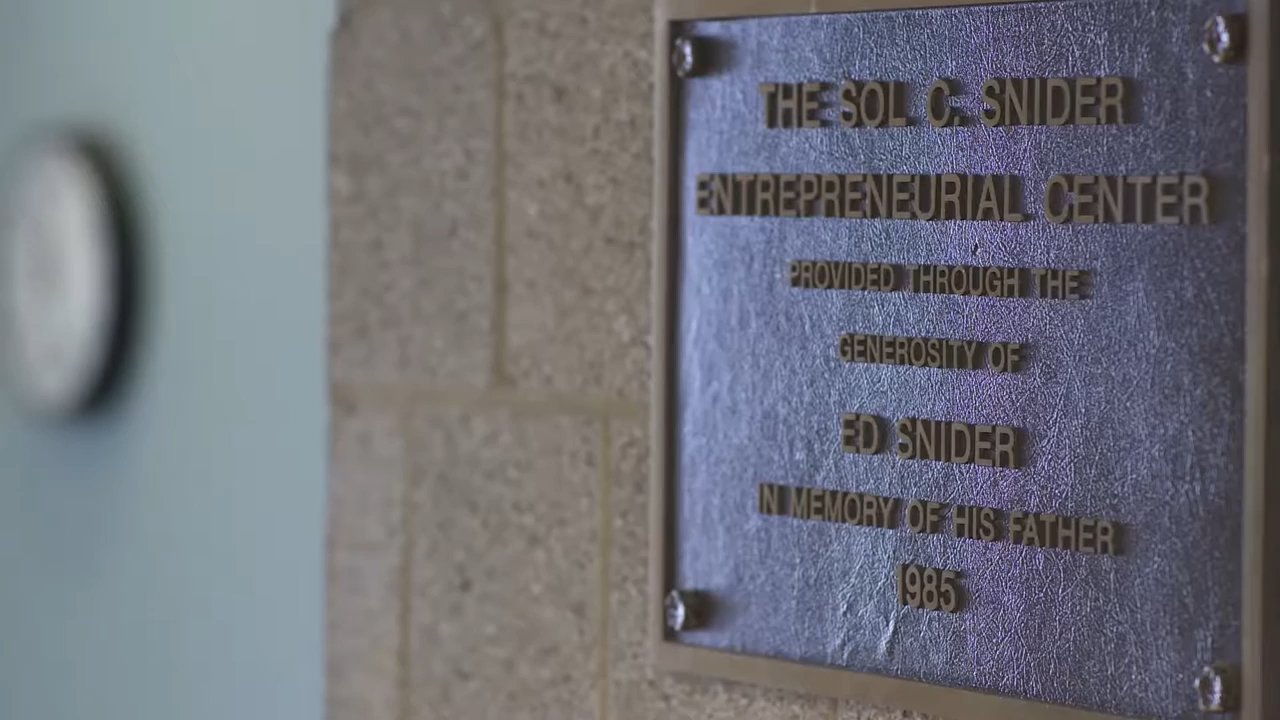 THE SOL C. SNIDER
ENTREPRENEURIAL CENTER
PROVIDED THROUGH THE
GENEROSITY OF
ED SNIDER
IN MEMORY OF HIS FATHER
1985